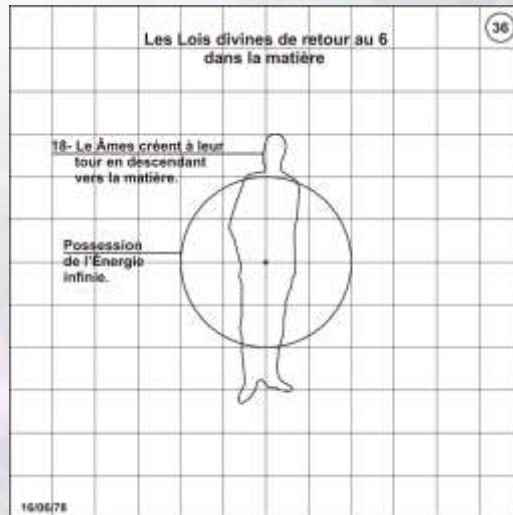 36
Les Lois divines de retour au 6
dans la matière
18- Le Âmes créent à leur
tour en descendant
vers la matière.
Possession
de l'Énergie
infinie.
16/06/78